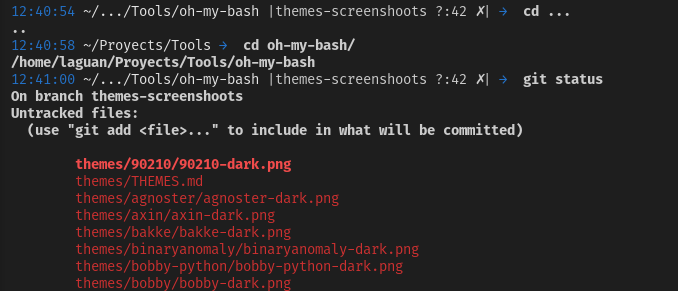 12:40:54 ~/.../Tools/oh-my-bash |themes-screenshoots ?:42 ✗| → cd ...
..
12:40:58 ~/Proyects/Tools → cd oh-my-bash/
/home/laguan/Proyects/Tools/oh-my-bash
12:41:00 ~/.../Tools/oh-my-bash |themes-screenshoots ?:42 ✗| → git status
On branch themes-screenshoots
Untracked files:
(use "git add <file>..." to include in what will be committed)
themes/90210/90210-dark.png
themes/THEMES.md
themes/agnoster/agnoster-dark.png
themes/axin/axin-dark.png
themes/bakke/bakke-dark.png
themes/binaryanomaly/binaryanomaly-dark.png
themes/bobby-python/bobby-python-dark.png
themes/bobby/bobby-dark.png